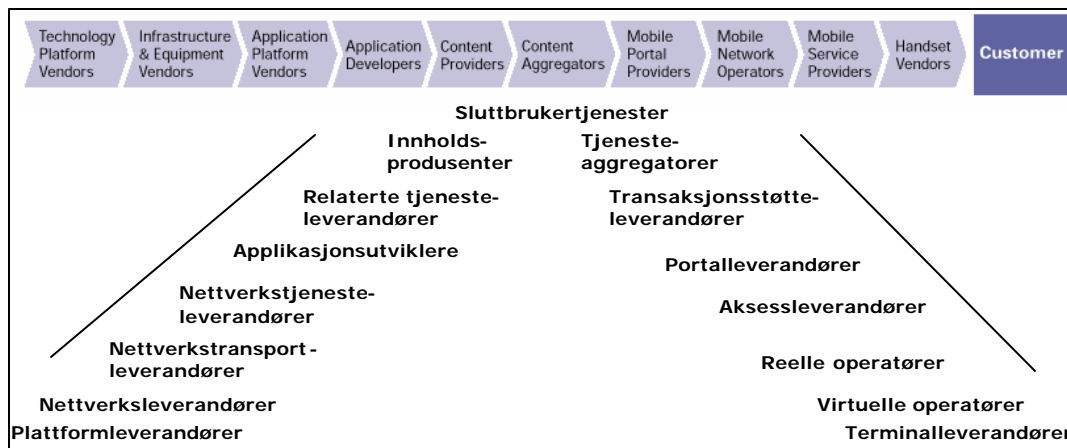 Technology
Platform
Vendors
Infrastructure
& Equipment
Vendors
Application
Platform
Vendors
Application
Developers
Content
Providers
Content
Aggregators
Mobile
Portal
Providers
Mobile
Network
Operators
Mobile
Service
Providers
Handset
Vendors
Customer
Sluttbrukertjenester
Innholds-
produsenter
Tjeneste-
aggregatorer
Relaterte tjeneste-
leverandører
Transaksjonsstøtte-
leverandører
Applikasjonsutviklere
Portalleverandører
Nettverkstjeneste-
leverandører
Aksessleverandører
Nettverkstransport-
leverandører
Reelle operatører
Nettverksleverandører
Virtuelle operatører
Plattformleverandører
Terminalleverandører